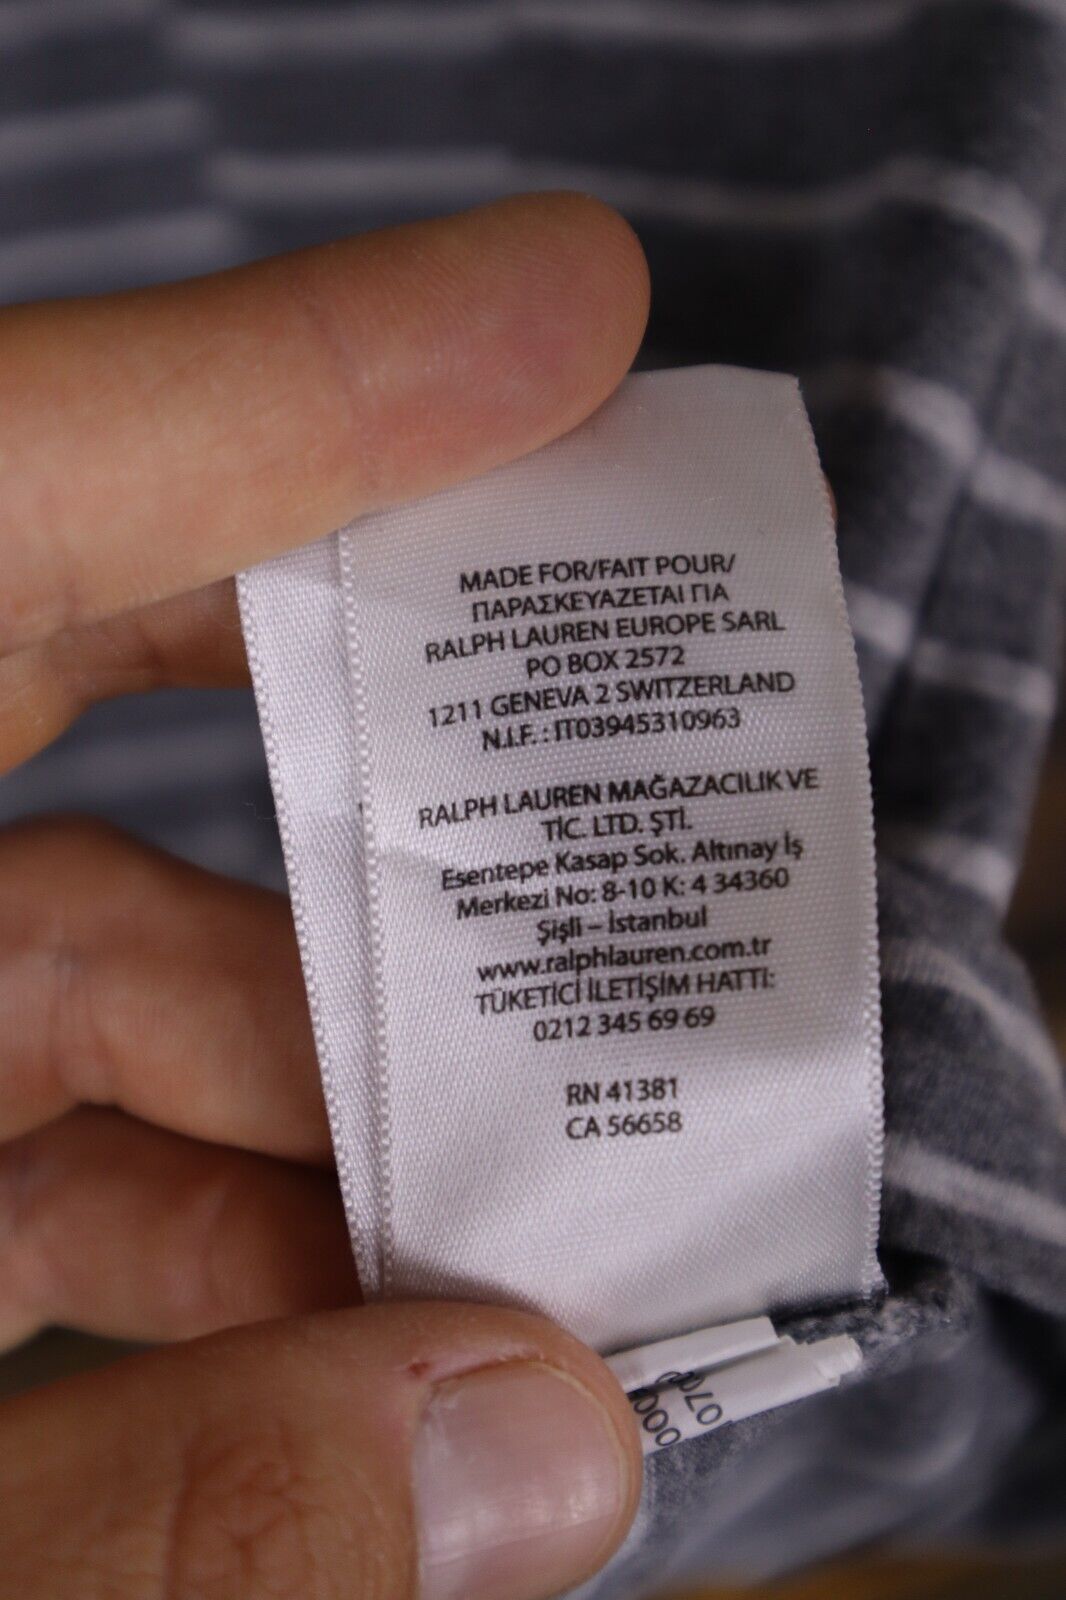 MADE FOR/FAIT POUR/
ΠΑΡΑΣΚΕΥΑΖΕΤΑΙ ΓΙΑ
RALPH LAUREN EUROPE SARL
PO BOX 2572
1211 GENEVA 2 SWITZERLAND
N.I.F. : IT03945310963
RALPH LAUREN MAĞAZACILIK VE
TİC. LTD. ŞTİ.
Esentepe Kasap Sok. Altınay İş
Merkezi No: 8-10 K: 4 34360
Şişli – İstanbul
www.ralphlauren.com.tr
TÜKETİCİ İLETİŞİM HATTI:
0212 345 69 69
RN 41381
CA 56658